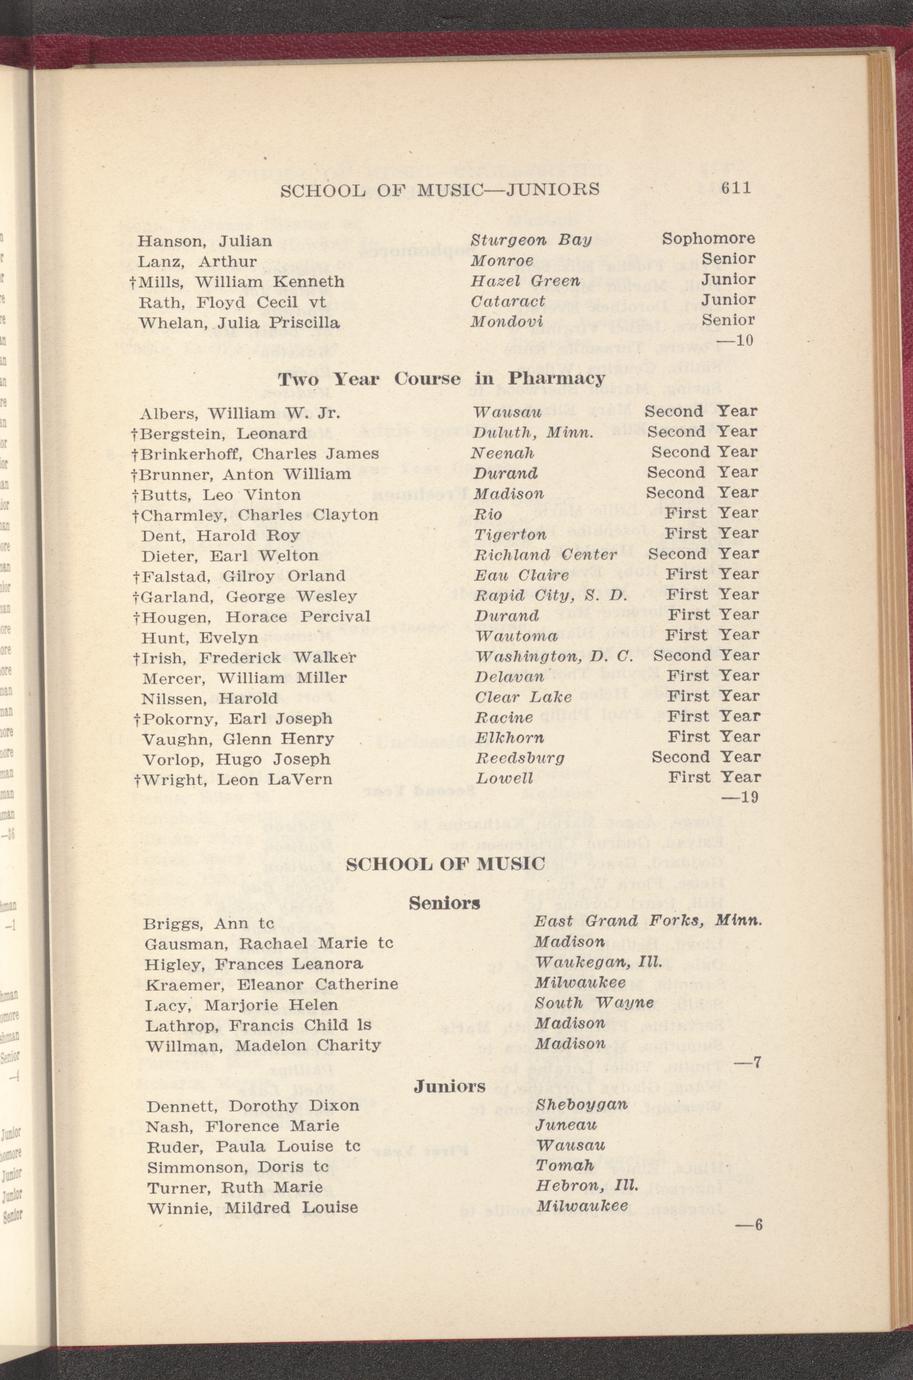 SCHOOL OF MUSIC—JUNIORS 611
Hanson, Julian Sturgeon Bay Sophomore
Lanz, Arthur Monroe Senior
†Mills, William Kenneth Hazel Green Junior
Rath, Floyd Cecil vt Cataract Junior
Whelan, Julia Priscilla Mondovi Senior
—10
Two Year Course in Pharmacy
Albers, William W. Jr. Wausau Second Year
†Bergstein, Leonard Duluth, Minn. Second Year
†Brinkerhoff, Charles James Neenah Second Year
†Brunner, Anton William Durand Second Year
†Butts, Leo Vinton Madison Second Year
†Charmley, Charles Clayton Rio First Year
Dent, Harold Roy Tigerton First Year
Dieter, Earl Welton Richland Center Second Year
†Falstad, Gilroy Orland Eau Claire First Year
†Garland, George Wesley Rapid City, S. D. First Year
†Hougen, Horace Percival Durand First Year
Hunt, Evelyn Wautoma First Year
†Irish, Frederick Walker Washington, D. C. Second Year
Mercer, William Miller Delavan First Year
Nilssen, Harold Clear Lake First Year
†Pokorny, Earl Joseph Racine First Year
Vaughn, Glenn Henry Elkhorn First Year
Vorlop, Hugo Joseph Reedsburg Second Year
†Wright, Leon LaVern Lowell First Year
—19
SCHOOL OF MUSIC
Seniors
Briggs, Ann tc East Grand Forks, Minn.
Gausman, Rachael Marie tc Madison
Higley, Frances Leanora Waukegan, Ill.
Kraemer, Eleanor Catherine Milwaukee
Lacy, Marjorie Helen South Wayne
Lathrop, Francis Child ls Madison
Willman, Madelon Charity Madison
—7
Juniors
Dennett, Dorothy Dixon Sheboygan
Nash, Florence Marie Juneau
Ruder, Paula Louise tc Wausau
Simmonson, Doris tc Tomah
Turner, Ruth Marie Hebron, Ill.
Winnie, Mildred Louise Milwaukee
—6